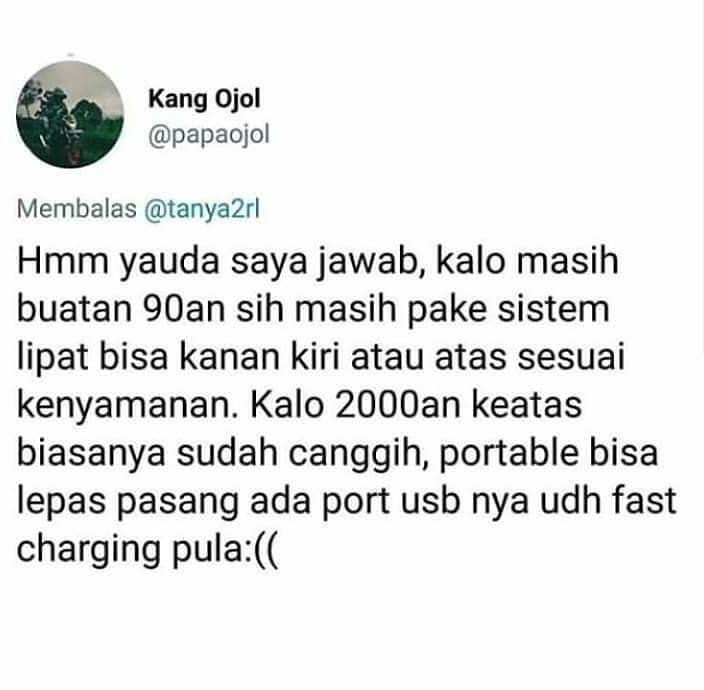 Kang Ojol
@papaojol
Membalas @tanya2rl
Hmm yauda saya jawab, kalo masih
buatan 90an sih masih pake sistem
lipat bisa kanan kiri atau atas sesuai
kenyamanan. Kalo 2000an keatas
biasanya sudah canggih, portable bisa
lepas pasang ada port usb nya udh fast
charging pula:((